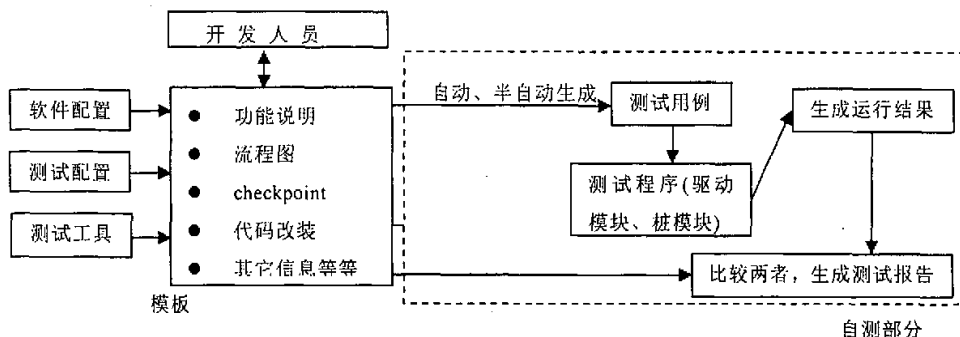 开发人员
自动、半自动生成
测试用例
生成运行结果
软件配置
● 功能说明
● 流程图
测试配置
● checkpoint
测试程序(驱动
模块、桩模块)
测试工具
● 代码改装
● 其它信息等等
比较两者，生成测试报告
模板
自测部分